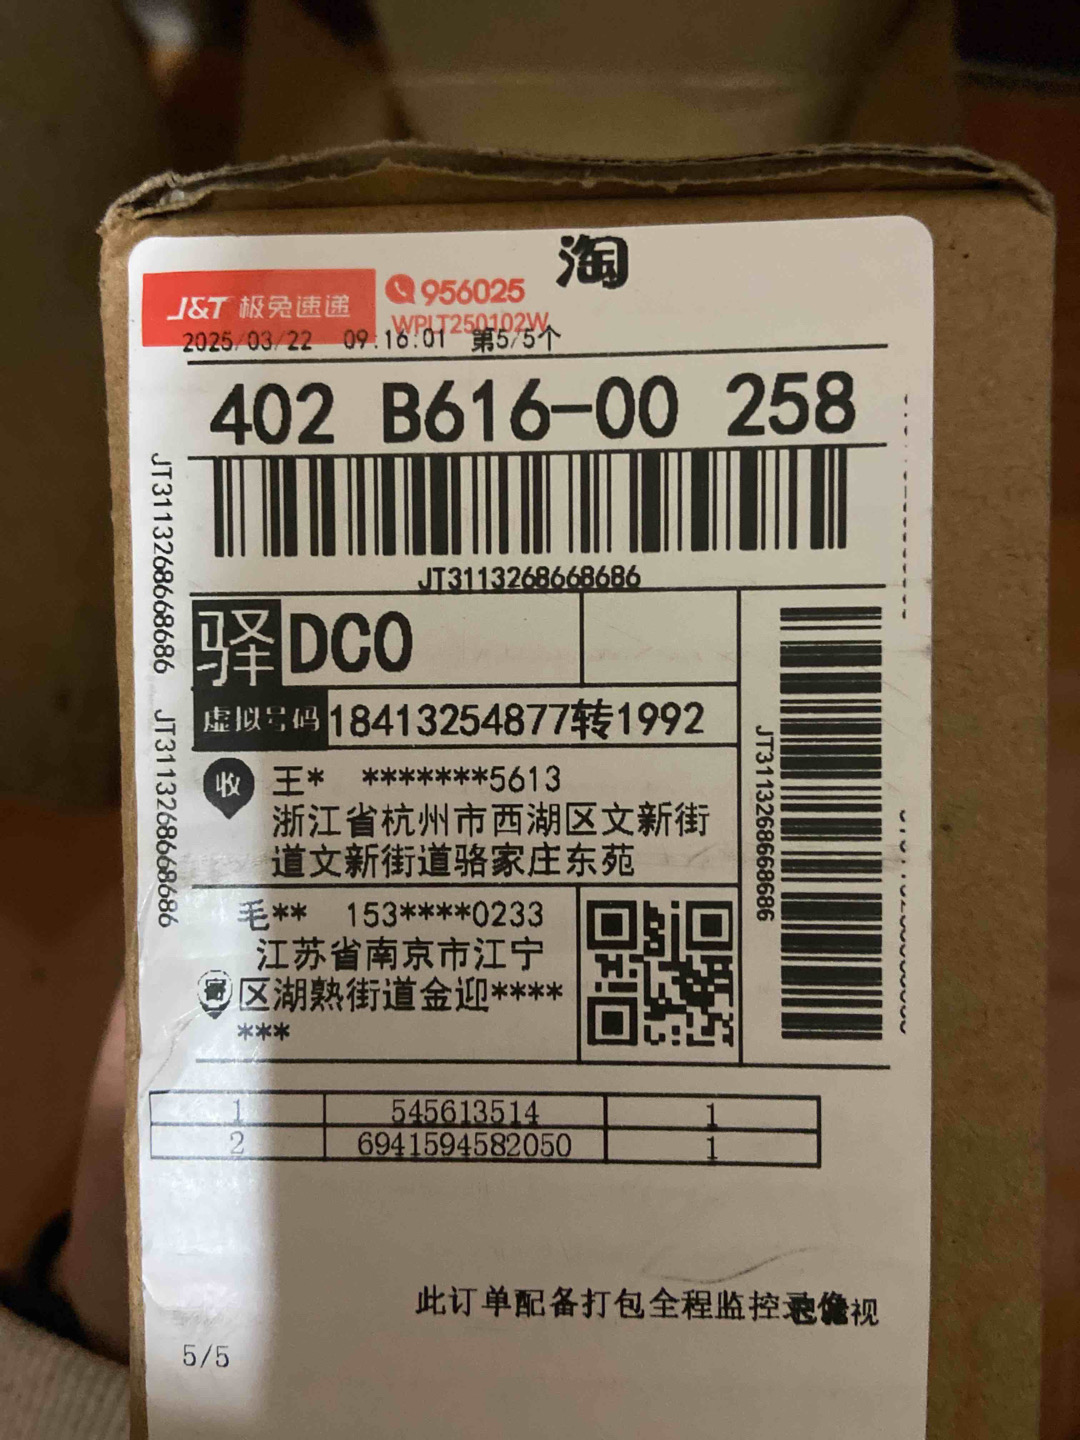 淘
J&T 极兔速递
956025
WPLT250102W
2025/03/22 09:16:01 第5/5个
402 B616-00 258
JT3113268668686
JT3113268668686
JT3113268668686
驿 DCO
虚拟号码 18413254877转1992
收 王* *******5613
浙江省杭州市西湖区文新街
道文新街道骆家庄东苑
JT3113268668686
毛** 153****0233
江苏省南京市江宁
寄 区湖熟街道金迎****
***
1 545613514 1
2 6941594582050 1
此订单配备打包全程监控 视
5/5